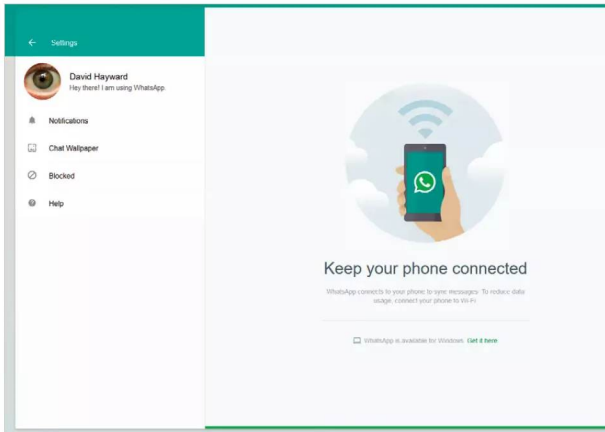 Settings
David Hayward
Hey there! I am using WhatsApp.
Notifications
Chat Wallpaper
Blocked
Help
Keep your phone connected
WhatsApp connects to your phone to sync messages. To reduce data
usage, connect your phone to Wi-Fi.
WhatsApp is available for Windows. Get it here